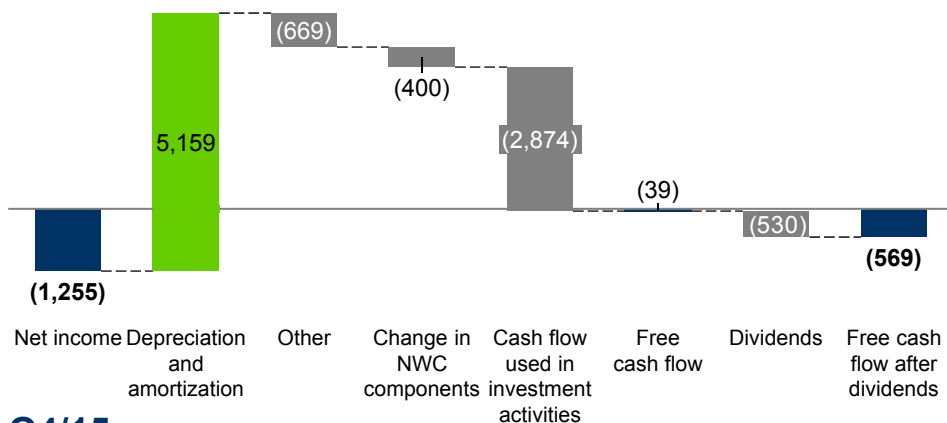 (669)
(400)
5,159
(2,874)
(39)
(530)
(1,255)
(569)
Net income
Depreciation
and
amortization
Other
Change in
NWC
components
Cash flow
used in
investment
activities
Free
cash flow
Dividends
Free cash
flow after
dividends